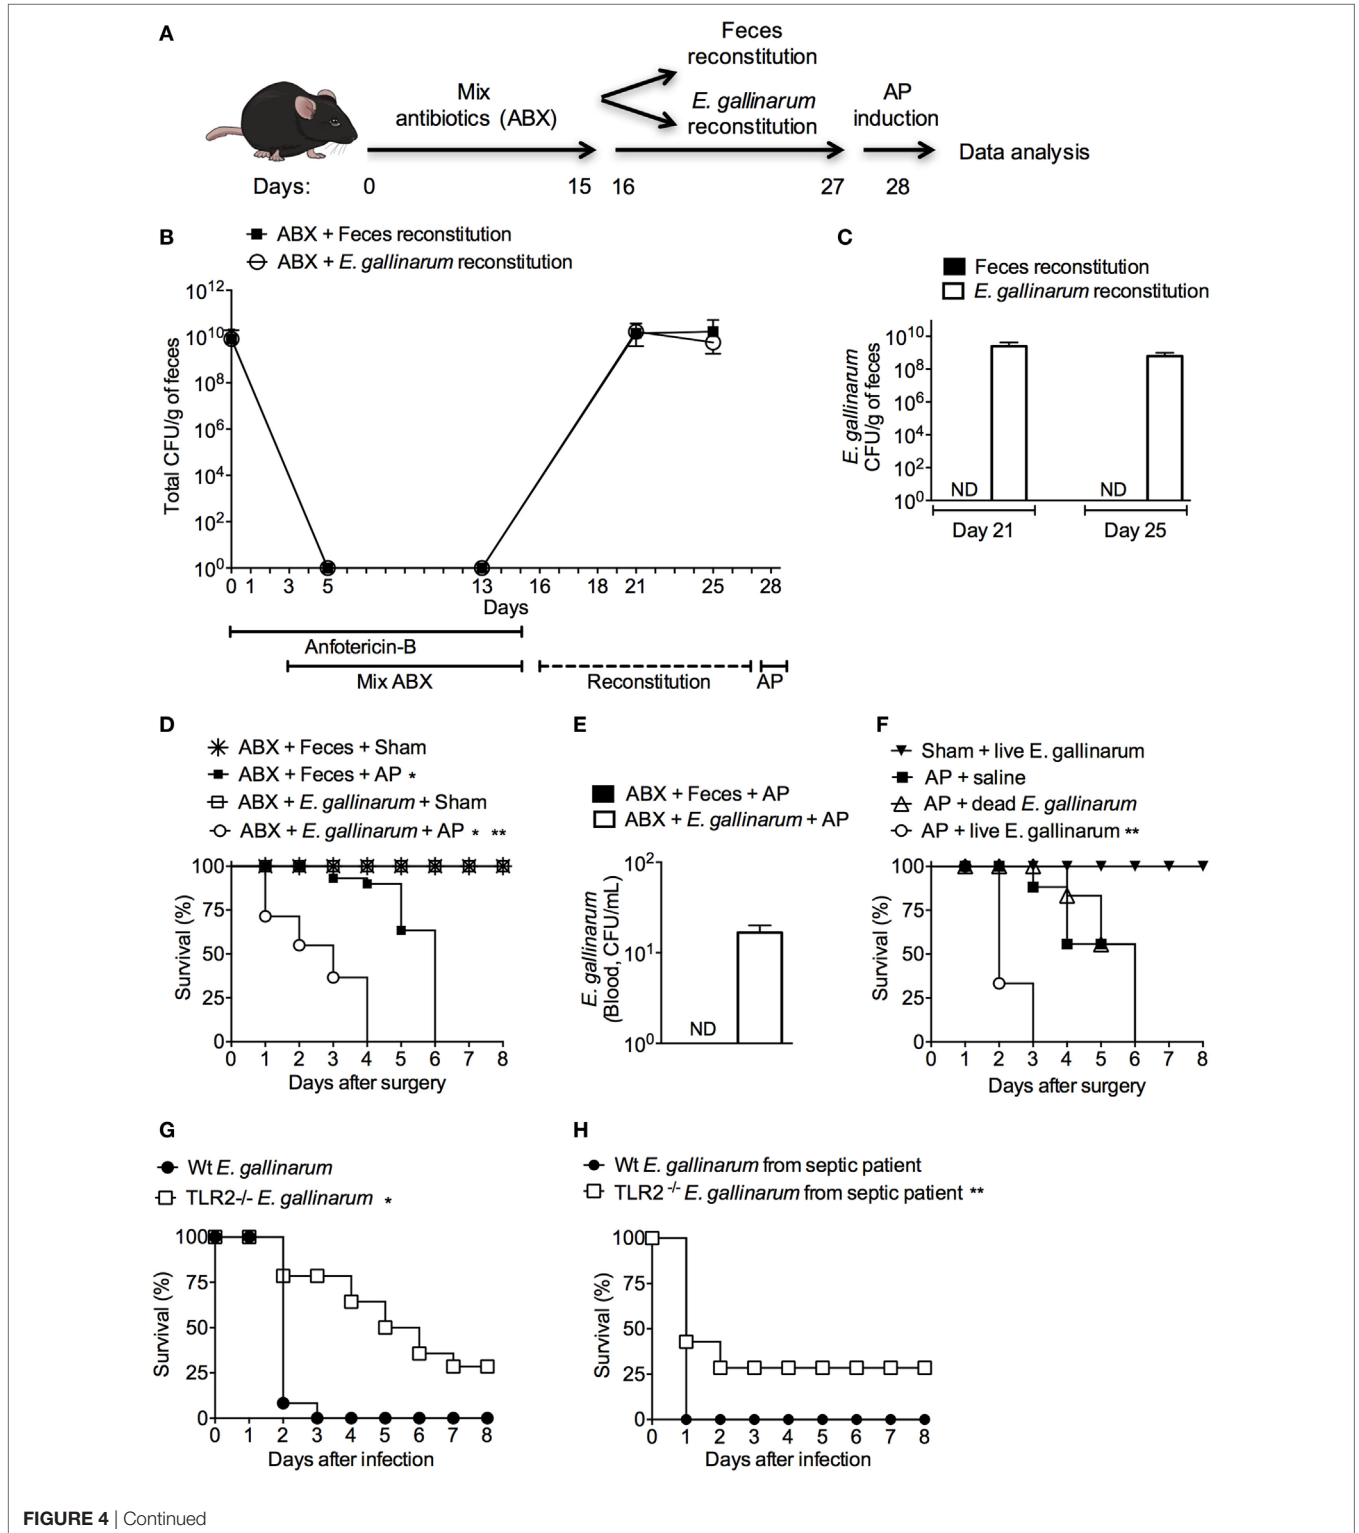 A
Feces
reconstitution
Mix
antibiotics (ABX)
E. gallinarum
reconstitution
AP
induction
Data analysis
Days: 0 15 16 27 28
B
ABX + Feces reconstitution
ABX + E. gallinarum reconstitution
Total CFU/g of feces
10¹²
10¹⁰
10⁸
10⁶
10⁴
10²
10⁰
0 1 3 5 13 16 18 21 25 28
Days
Anfotericin-B
Mix ABX
Reconstitution
AP
C
Feces reconstitution
E. gallinarum reconstitution
E. gallinarum
CFU/g of feces
10¹⁰
10⁸
10⁶
10⁴
10²
10⁰
ND ND
Day 21 Day 25
D
ABX + Feces + Sham
ABX + Feces + AP *
ABX + E. gallinarum + Sham
ABX + E. gallinarum + AP * **
Survival (%)
100
75
50
25
0
0 1 2 3 4 5 6 7 8
Days after surgery
E
ABX + Feces + AP
ABX + E. gallinarum + AP
E. gallinarum
(Blood, CFU/mL)
10²
10¹
10⁰
ND
F
Sham + live E. gallinarum
AP + saline
AP + dead E. gallinarum
AP + live E. gallinarum **
Survival (%)
100
75
50
25
0
0 1 2 3 4 5 6 7 8
Days after surgery
G
Wt E. gallinarum
TLR2-/- E. gallinarum *
Survival (%)
100
75
50
25
0
0 1 2 3 4 5 6 7 8
Days after infection
H
Wt E. gallinarum from septic patient
TLR2 -/- E. gallinarum from septic patient **
Survival (%)
100
75
50
25
0
0 1 2 3 4 5 6 7 8
Days after infection
FIGURE 4 | Continued